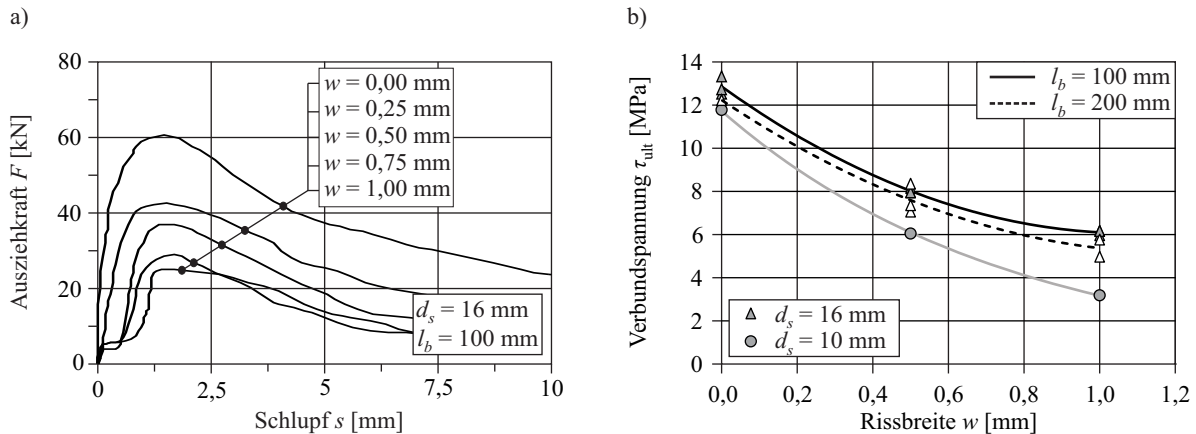 a)
Ausziehkraft F [kN]
80
60
40
20
0
w = 0,00 mm
w = 0,25 mm
w = 0,50 mm
w = 0,75 mm
w = 1,00 mm
d_s = 16 mm
l_b = 100 mm
0
2,5
5
7,5
10
Schlupf s [mm]
b)
Verbundspannung τ_ult [MPa]
14
12
10
8
6
4
2
0
l_b = 100 mm
l_b = 200 mm
d_s = 16 mm
d_s = 10 mm
0,0
0,2
0,4
0,6
0,8
1,0
1,2
Rissbreite w [mm]